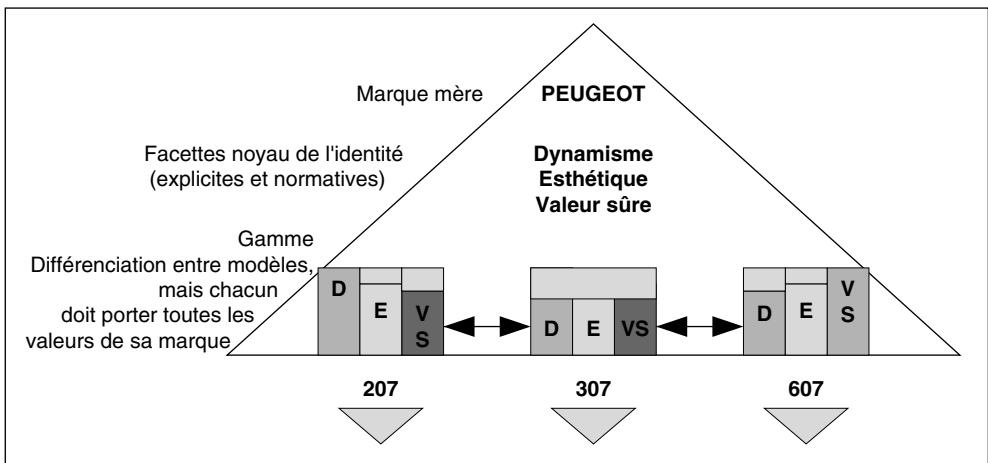 Marque mère
PEUGEOT
Facettes noyau de l'identité
(explicites et normatives)
Dynamisme
Esthétique
Valeur sûre
Gamme
Différenciation entre modèles,
mais chacun
doit porter toutes les
valeurs de sa marque
D
E
V
S
D
E
VS
D
E
V
S
207
307
607